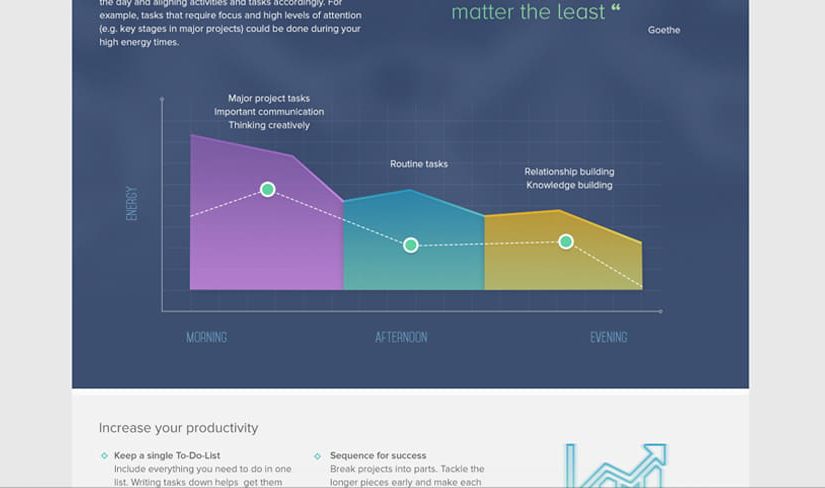 the day and aligning activities and tasks accordingly. For
example, tasks that require focus and high levels of attention
(e.g. key stages in major projects) could be done during your
high energy times.
matter the least “
Goethe
Major project tasks
Important communication
Thinking creatively
Routine tasks
Relationship building
Knowledge building
ENERGY
MORNING
AFTERNOON
EVENING
Increase your productivity
Keep a single To-Do-List
Include everything you need to do in one
list. Writing tasks down helps get them
Sequence for success
Break projects into parts. Tackle the
longer pieces early and make each